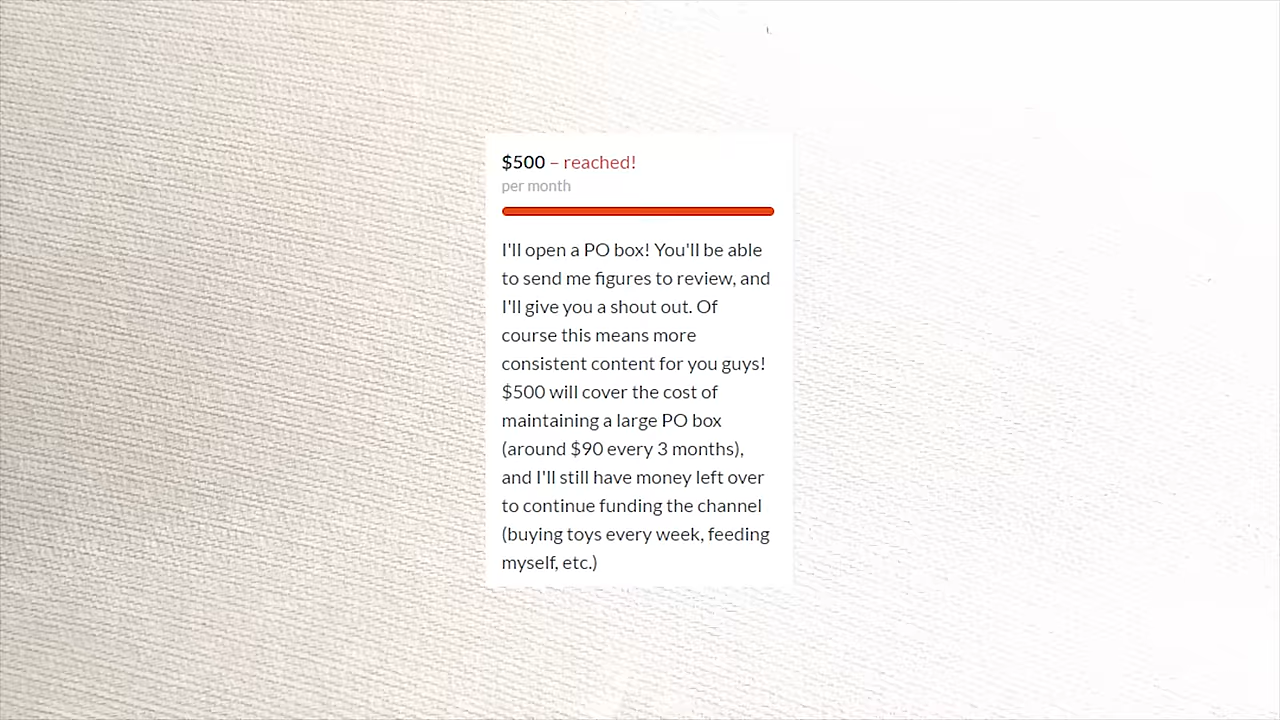 $500 – reached!
per month
I'll open a PO box! You'll be able
to send me figures to review, and
I'll give you a shout out. Of
course this means more
consistent content for you guys!
$500 will cover the cost of
maintaining a large PO box
(around $90 every 3 months),
and I'll still have money left over
to continue funding the channel
(buying toys every week, feeding
myself, etc.)